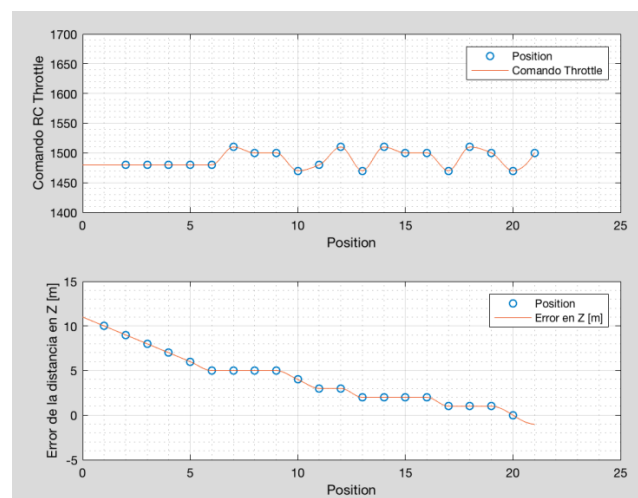 1700
1650
1600
1550
1500
1450
1400
Comando RC Throttle
Position
Comando Throttle
0 5 10 15 20 25
Position
15
10
5
0
-5
Error de la distancia en Z [m]
Position
Error en Z [m]
0 5 10 15 20 25
Position